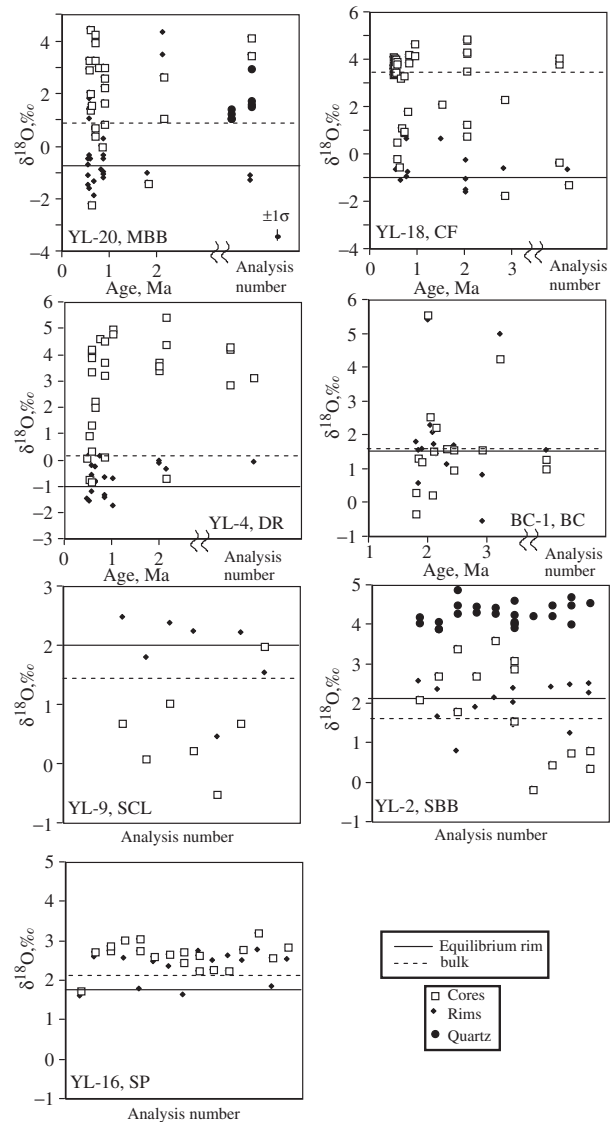 4
2
0
−2
−4
0
1
2
3
δ18O,‰
±1σ
YL-20, MBB
Age, Ma
Analysis
number
6
4
2
0
−2
−4
0
1
2
3
δ18O,‰
YL-18, CF
Age, Ma
Analysis
number
6
5
4
3
2
1
0
−1
−2
−3
0
1
2
δ18O,‰
YL-4, DR
Age, Ma
Analysis
number
6
5
4
3
2
1
0
−1
1
2
3
δ18O,‰
BC-1, BC
Age, Ma
Analysis
number
3
2
1
0
−1
δ18O,‰
YL-9, SCL
Analysis number
5
4
3
2
1
0
−1
δ18O,‰
YL-2, SBB
Analysis number
5
4
3
2
1
0
−1
δ18O,‰
YL-16, SP
Analysis number
Equilibrium rim
bulk
Cores
Rims
Quartz